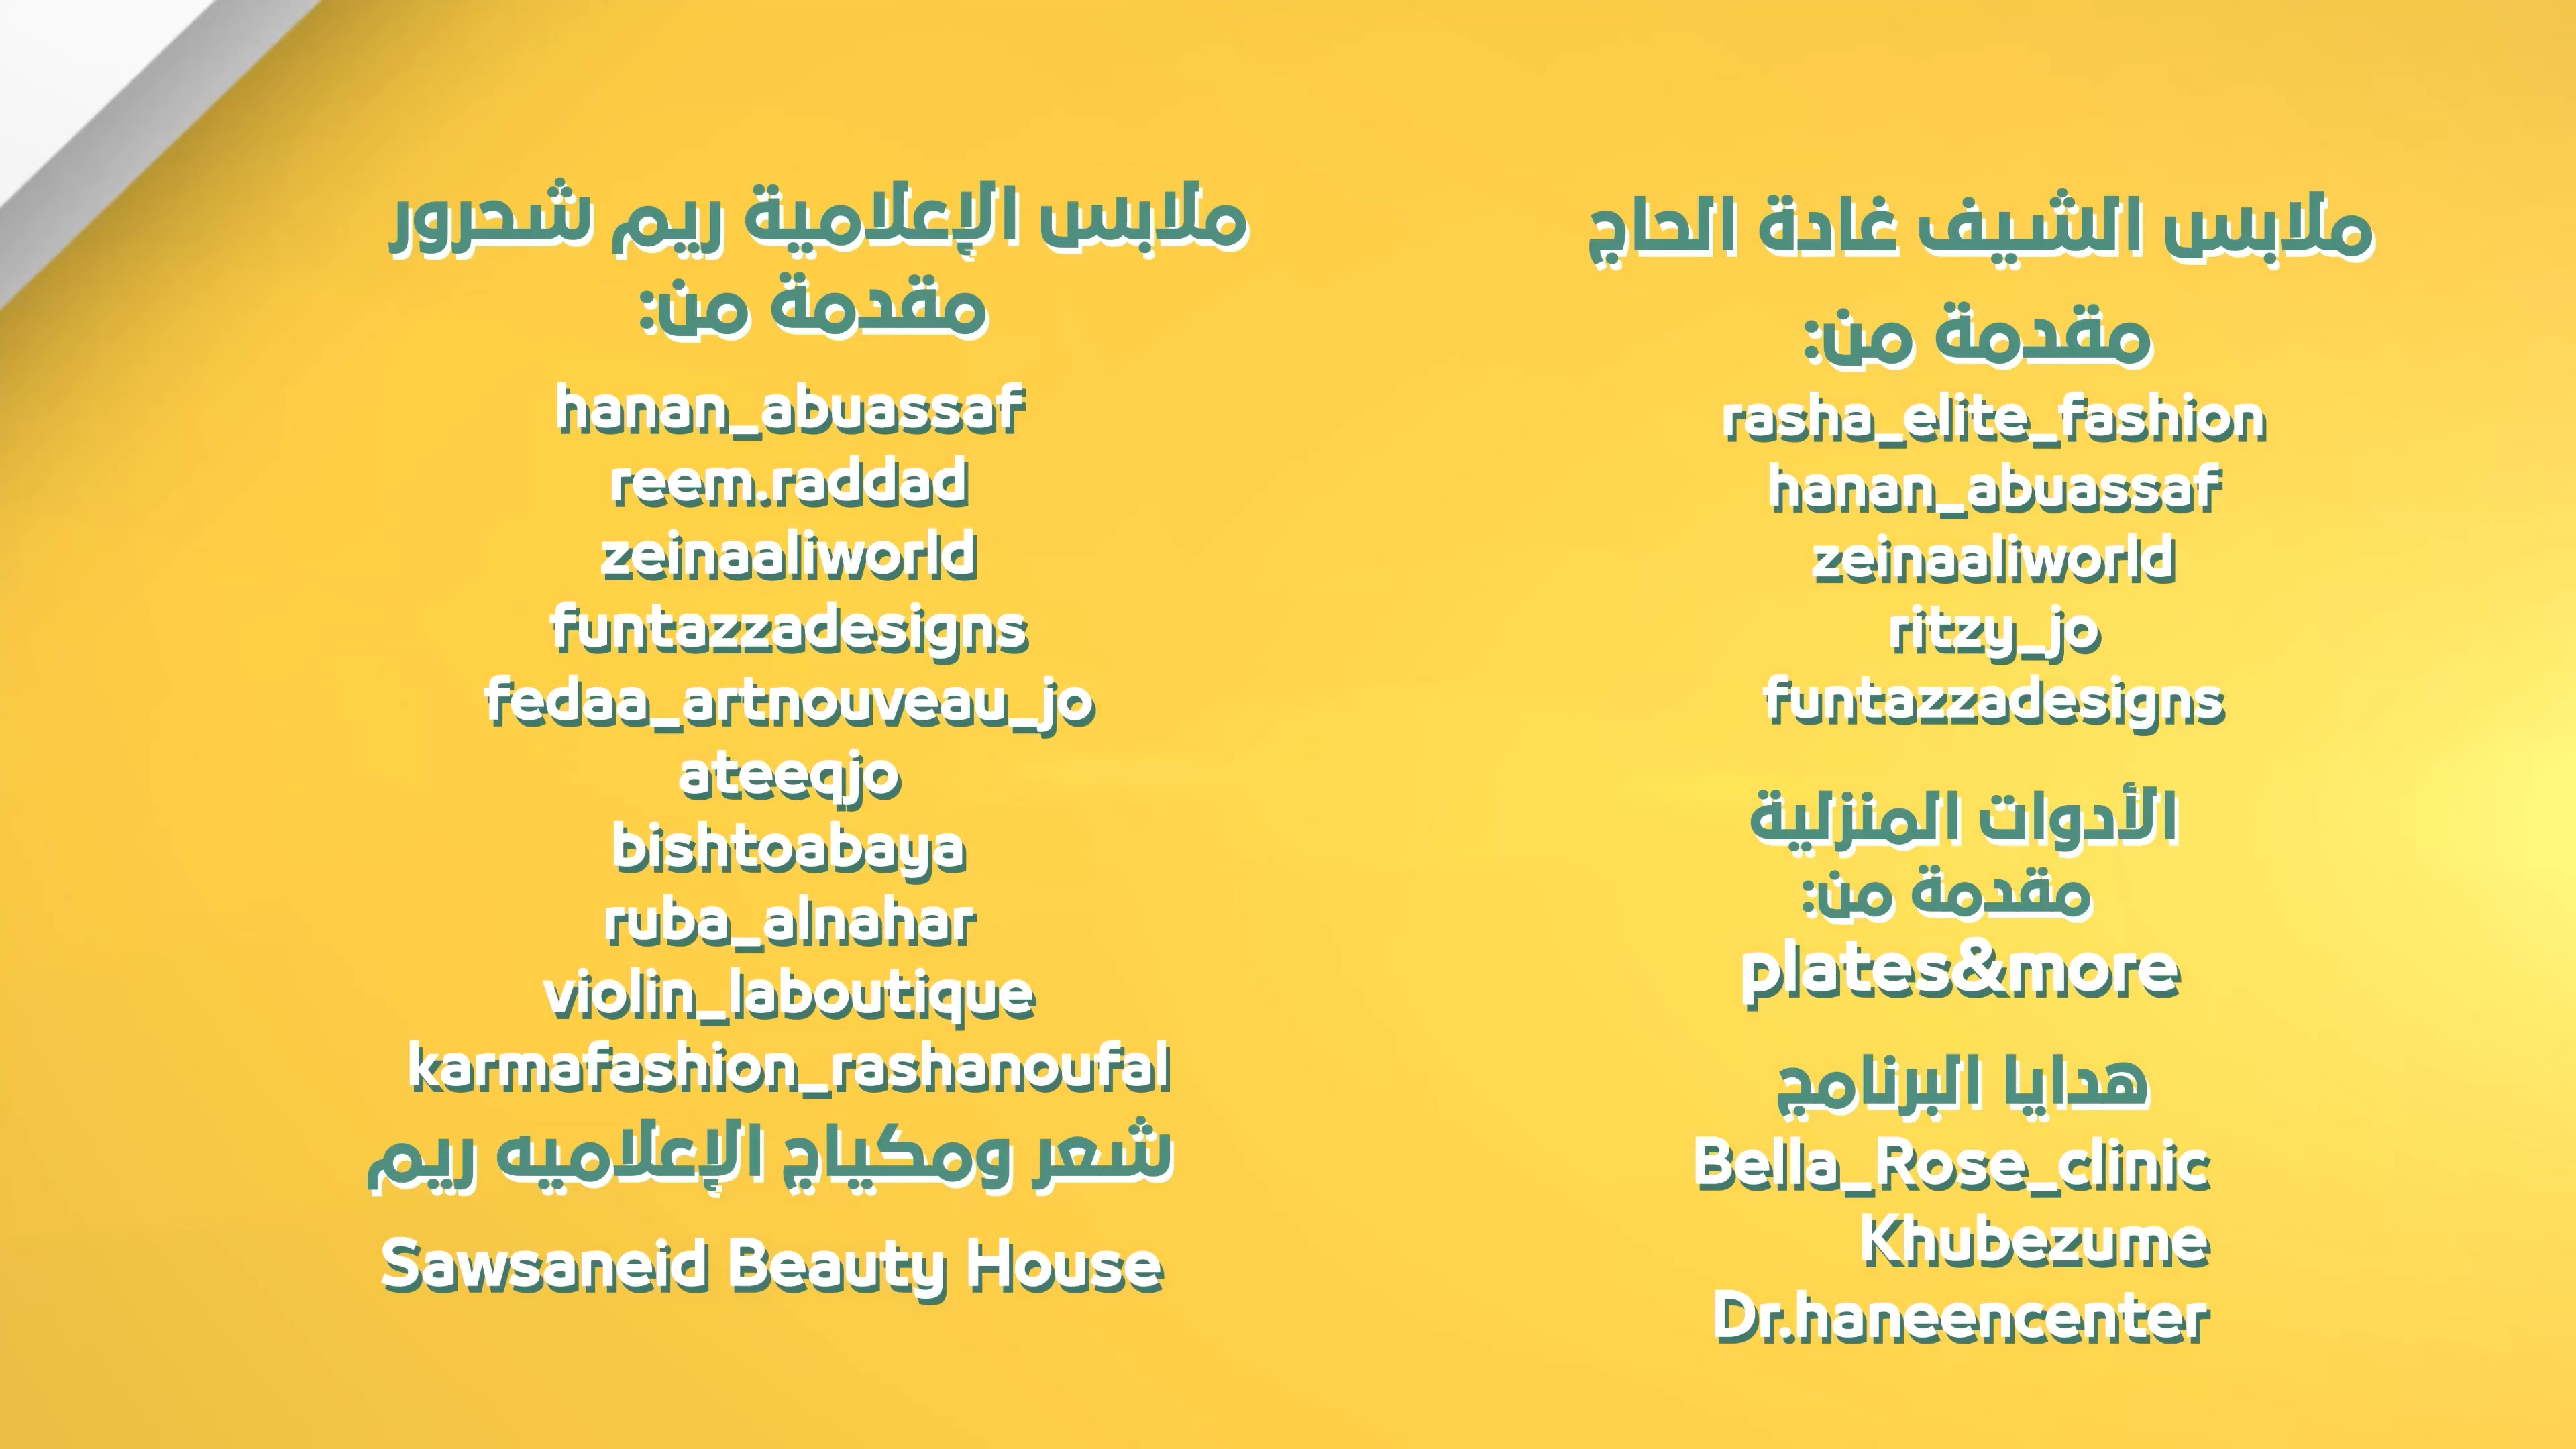 ملابس الشيف غادة الحاج
مقدمة من:
rasha_elite_fashion
hanan_abuassaf
zeinaaliworld
ritzy_jo
funtazzadesigns
الأدوات المنزلية
مقدمة من:
plates&more
هدايا البرنامج
Bella_Rose_clinic
Khubezume
Dr.haneencenter
ملابس الإعلامية ريم شحرور
مقدمة من:
hanan_abuassaf
reem.raddad
zeinaaliworld
funtazzadesigns
fedaa_artnouveau_jo
ateeqjo
bishtoabaya
ruba_alnahar
violin_laboutique
karmafashion_rashanoufal
شعر ومكياج الإعلاميه ريم
Sawsaneid Beauty House